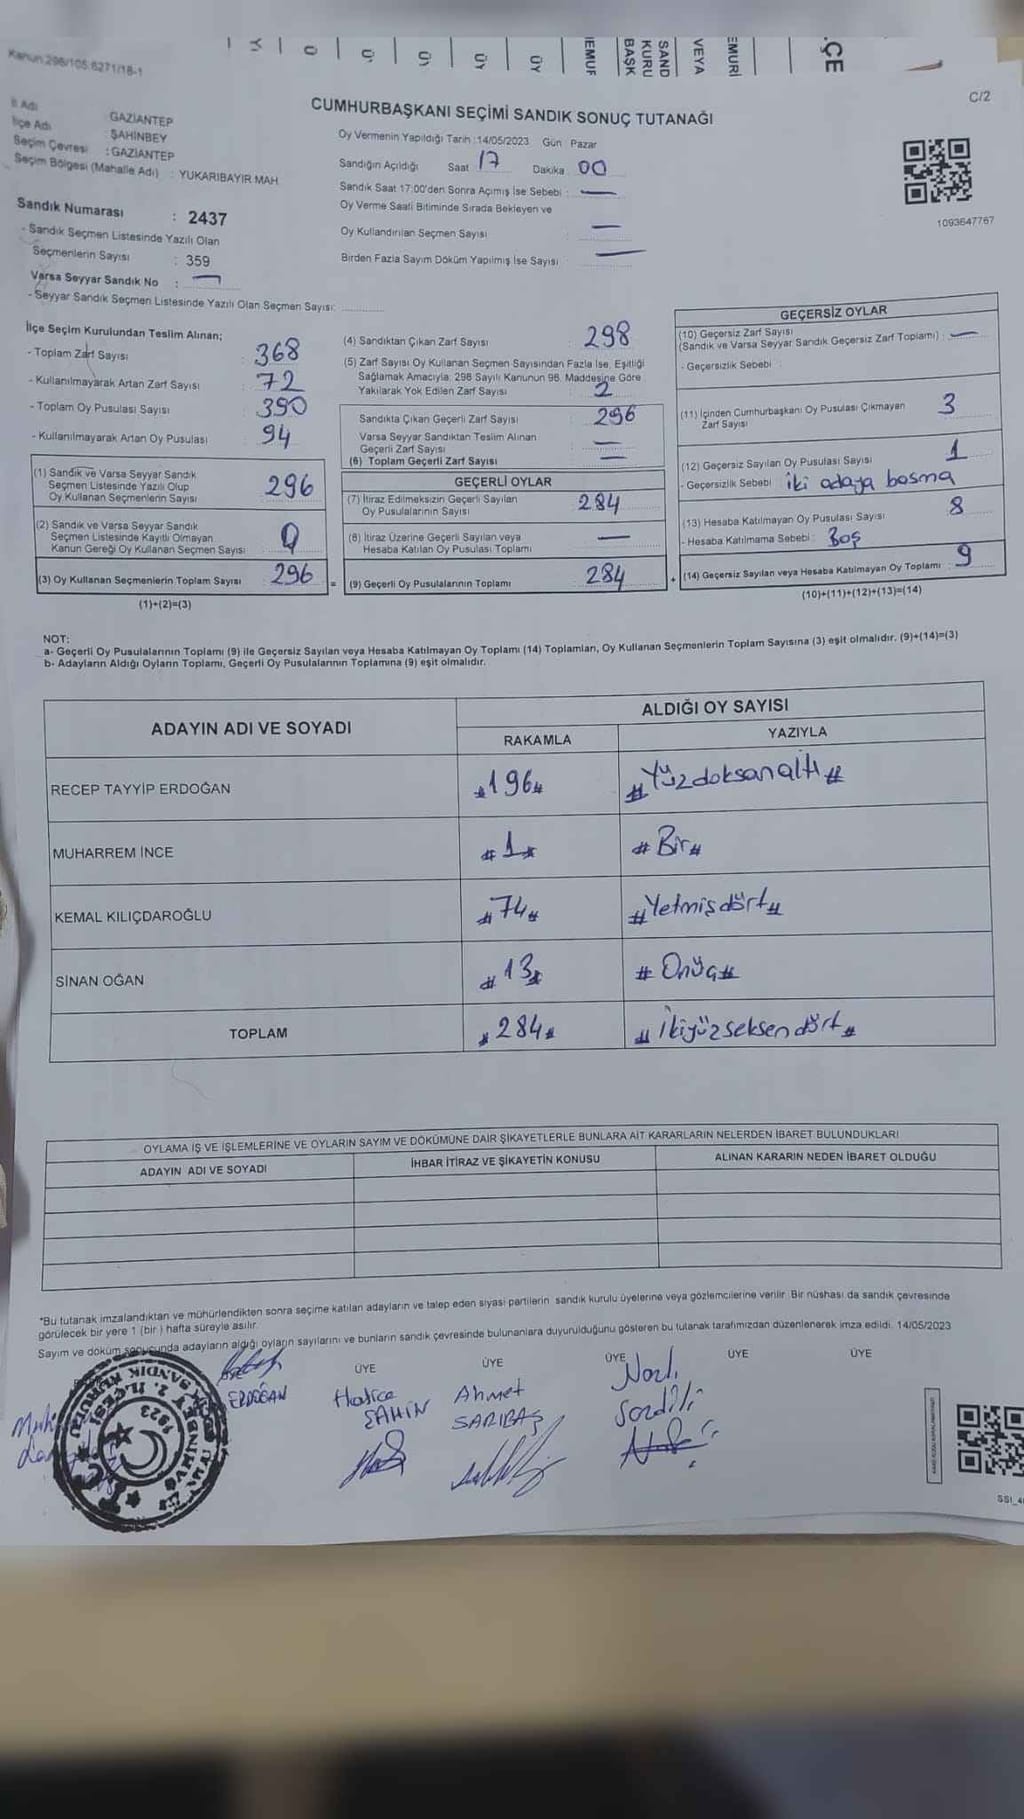 Kanun:298/105:6271/18-1
C/2
CUMHURBAŞKANI SEÇİMİ SANDIK SONUÇ TUTANAĞI
İl Adı GAZİANTEP
İlçe Adı : ŞAHİNBEY
Seçim Çevresi : GAZİANTEP
Seçim Bölgesi (Mahalle Adı) : YUKARIBAYIR MAH
Sandık Numarası : 2437
- Sandık Seçmen Listesinde Yazılı Olan
Seçmenlerin Sayısı : 359
Varsa Seyyar Sandık No : —
- Seyyar Sandık Seçmen Listesinde Yazılı Olan Seçmen Sayısı:
Oy Vermenin Yapıldığı Tarih :14/05/2023 Gün Pazar
Sandığın Açıldığı Saat 17 Dakika 00
Sandık Saat 17:00'den Sonra Açımış İse Sebebi : —
Oy Verme Saati Bitiminde Sırada Bekleyen ve
Oy Kullandırılan Seçmen Sayısı : —
Birden Fazla Sayım Döküm Yapılmış İse Sayısı : —
1093647767
İlçe Seçim Kurulundan Teslim Alınan;
- Toplam Zarf Sayısı : 368
- Kullanılmayarak Artan Zarf Sayısı : 72
- Toplam Oy Pusulası Sayısı : 390
- Kullanılmayarak Artan Oy Pusulası : 94
(1) Sandık ve Varsa Seyyar Sandık
Seçmen Listesinde Yazılı Olup
Oy Kullanan Seçmenlerin Sayısı 296
(2) Sandık ve Varsa Seyyar Sandık
Seçmen Listesinde Kayıtlı Olmayan
Kanun Gereği Oy Kullanan Seçmen Sayısı 0
(3) Oy Kullanan Seçmenlerin Toplam Sayısı 296
(1)+(2)=(3)
(4) Sandıktan Çıkan Zarf Sayısı : 298
(5) Zarf Sayısı Oy Kullanan Seçmen Sayısından Fazla İse, Eşitliği
Sağlamak Amacıyla, 298 Sayılı Kanunun 98. Maddesine Göre
Yakılarak Yok Edilen Zarf Sayısı : 2
Sandıkta Çıkan Geçerli Zarf Sayısı : 296
Varsa Seyyar Sandıktan Teslim Alınan
Geçerli Zarf Sayısı : —
(6) Toplam Geçerli Zarf Sayısı : —
GEÇERLİ OYLAR
(7) İtiraz Edilmeksizin Geçerli Sayılan
Oy Pusulalarının Sayısı : 284
(8) İtiraz Üzerine Geçerli Sayılan veya
Hesaba Katılan Oy Pusulası Toplamı : —
= (9) Geçerli Oy Pusulalarının Toplamı : 284
GEÇERSİZ OYLAR
(10) Geçersiz Zarf Sayısı
(Sandık ve Varsa Seyyar Sandık Geçersiz Zarf Toplamı) : —
- Geçersizlik Sebebi :
(11) İçinden Cumhurbaşkanı Oy Pusulası Çıkmayan
Zarf Sayısı : 3
(12) Geçersiz Sayılan Oy Pusulası Sayısı : 1
- Geçersizlik Sebebi : iki adaya basma
(13) Hesaba Katılmayan Oy Pusulası Sayısı : 8
- Hesaba Katılmama Sebebi : Boş
+ (14) Geçersiz Sayılan veya Hesaba Katılmayan Oy Toplamı : 9
(10)+(11)+(12)+(13)=(14)
NOT:
a- Geçerli Oy Pusulalarının Toplamı (9) ile Geçersiz Sayılan veya Hesaba Katılmayan Oy Toplamı (14) Toplamları, Oy Kullanan Seçmenlerin Toplam Sayısına (3) eşit olmalıdır. (9)+(14)=(3)
b- Adayların Aldığı Oyların Toplamı, Geçerli Oy Pusulalarının Toplamına (9) eşit olmalıdır.
ADAYIN ADI VE SOYADI ALDIĞI OY SAYISI
RAKAMLA YAZIYLA
RECEP TAYYİP ERDOĞAN #196# #Yüzdoksanaltı#
MUHARREM İNCE #1# #Bir#
KEMAL KILIÇDAROĞLU #74# #Yetmişdört#
SİNAN OĞAN #13# #Onüç#
TOPLAM #284# #İkiyüzseksendört#
OYLAMA İŞ VE İŞLEMLERİNE VE OYLARIN SAYIM VE DÖKÜMÜNE DAİR ŞİKAYETLERLE BUNLARA AİT KARARLARIN NELERDEN İBARET BULUNDUKLARI
ADAYIN ADI VE SOYADI İHBAR İTİRAZ VE ŞİKAYETİN KONUSU ALINAN KARARIN NEDEN İBARET OLDUĞU
*Bu tutanak imzalandıktan ve mühürlendikten sonra seçime katılan adayların ve talep eden siyasi partilerin sandık kurulu üyelerine veya gözlemcilerine verilir. Bir nüshası da sandık çevresinde
görülecek bir yere 1 (bir) hafta süreyle asılır.
Sayım ve döküm sonucunda adayların aldığı oyların sayılarını ve bunların sandık çevresinde bulunanlara duyurulduğunu gösteren bu tutanak tarafımızdan düzenlenerek imza edildi. 14/05/2023
ÜYE ÜYE ÜYE ÜYE ÜYE
ERDOĞAN
Hatice
ŞAHİN
Ahmet
SARIBAŞ
1923